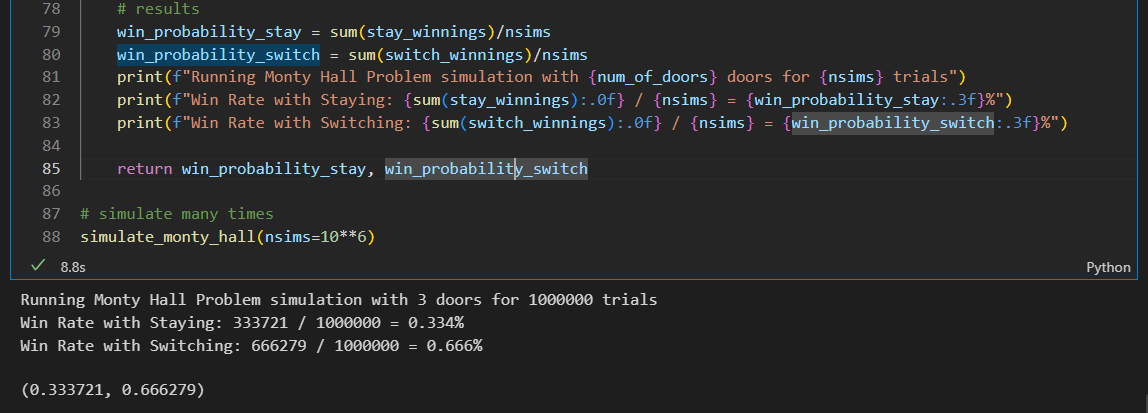 78 # results
79 win_probability_stay = sum(stay_winnings)/nsims
80 win_probability_switch = sum(switch_winnings)/nsims
81 print(f"Running Monty Hall Problem simulation with {num_of_doors} doors for {nsims} trials")
82 print(f"Win Rate with Staying: {sum(stay_winnings):.0f} / {nsims} = {win_probability_stay:.3f}%")
83 print(f"Win Rate with Switching: {sum(switch_winnings):.0f} / {nsims} = {win_probability_switch:.3f}%")
84
85 return win_probability_stay, win_probability_switch
86
87 # simulate many times
88 simulate_monty_hall(nsims=10**6)
8.8s Python
Running Monty Hall Problem simulation with 3 doors for 1000000 trials
Win Rate with Staying: 333721 / 1000000 = 0.334%
Win Rate with Switching: 666279 / 1000000 = 0.666%
(0.333721, 0.666279)